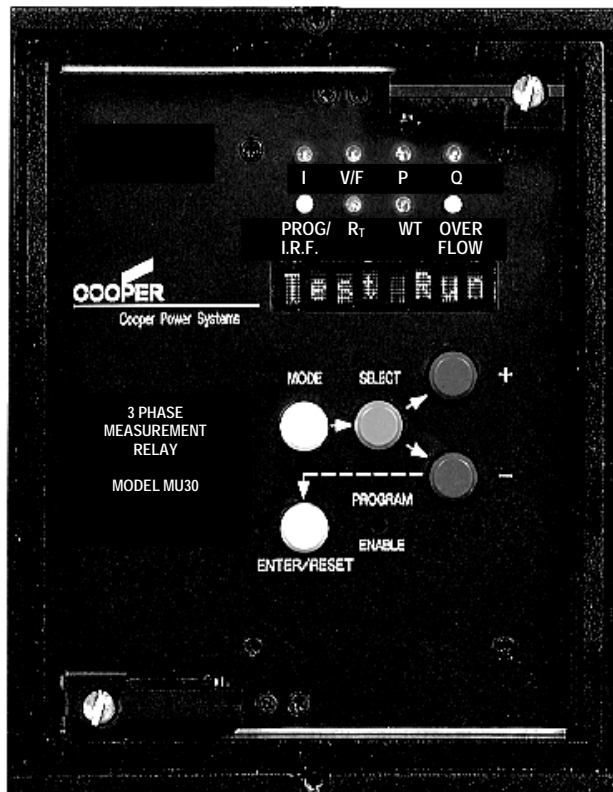 I V/F P Q
PROG/ I.R.F. RT WT OVER FLOW
Test Run
COOPER
Cooper Power Systems
MODE SELECT +
3 PHASE
MEASUREMENT
RELAY
MODEL MU30
-
PROGRAM
ENABLE
ENTER/RESET